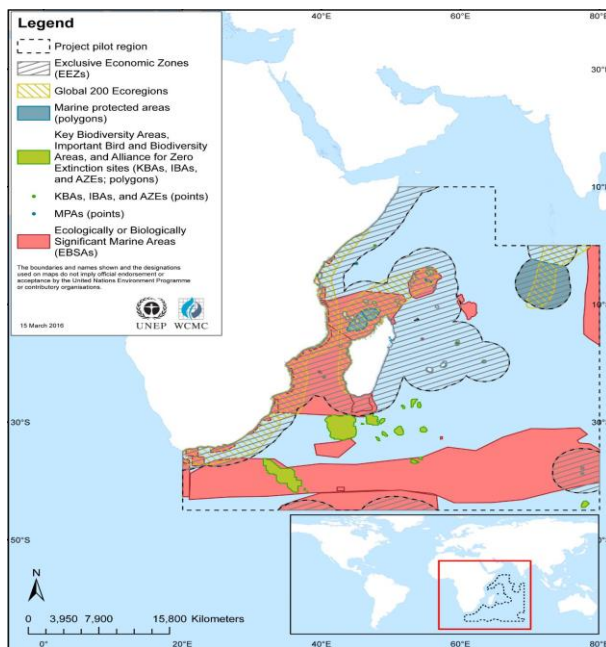 40°E
60°E
80°E
Legend
Project pilot region
Exclusive Economic Zones
(EEZs)
Global 200 Ecoregions
Marine protected areas
(polygons)
Key Biodiversity Areas,
Important Bird and Biodiversity
Areas, and Alliance for Zero
Extinction sites (KBAs, IBAs,
and AZEs; polygons)
KBAs, IBAs, and AZEs (points)
MPAs (points)
Ecologically or Biologically
Significant Marine Areas
(EBSAs)
The boundaries and names shown and the designations
used on maps do not imply official endorsement or
acceptance by the United Nations Environment Programme
or contributory organisations.
15 March 2016
UNEP
WCMC
30°N
10°N
10°S
30°S
50°S
N
0 3,950 7,900 15,800 Kilometers
20°E
40°E
60°E
80°E